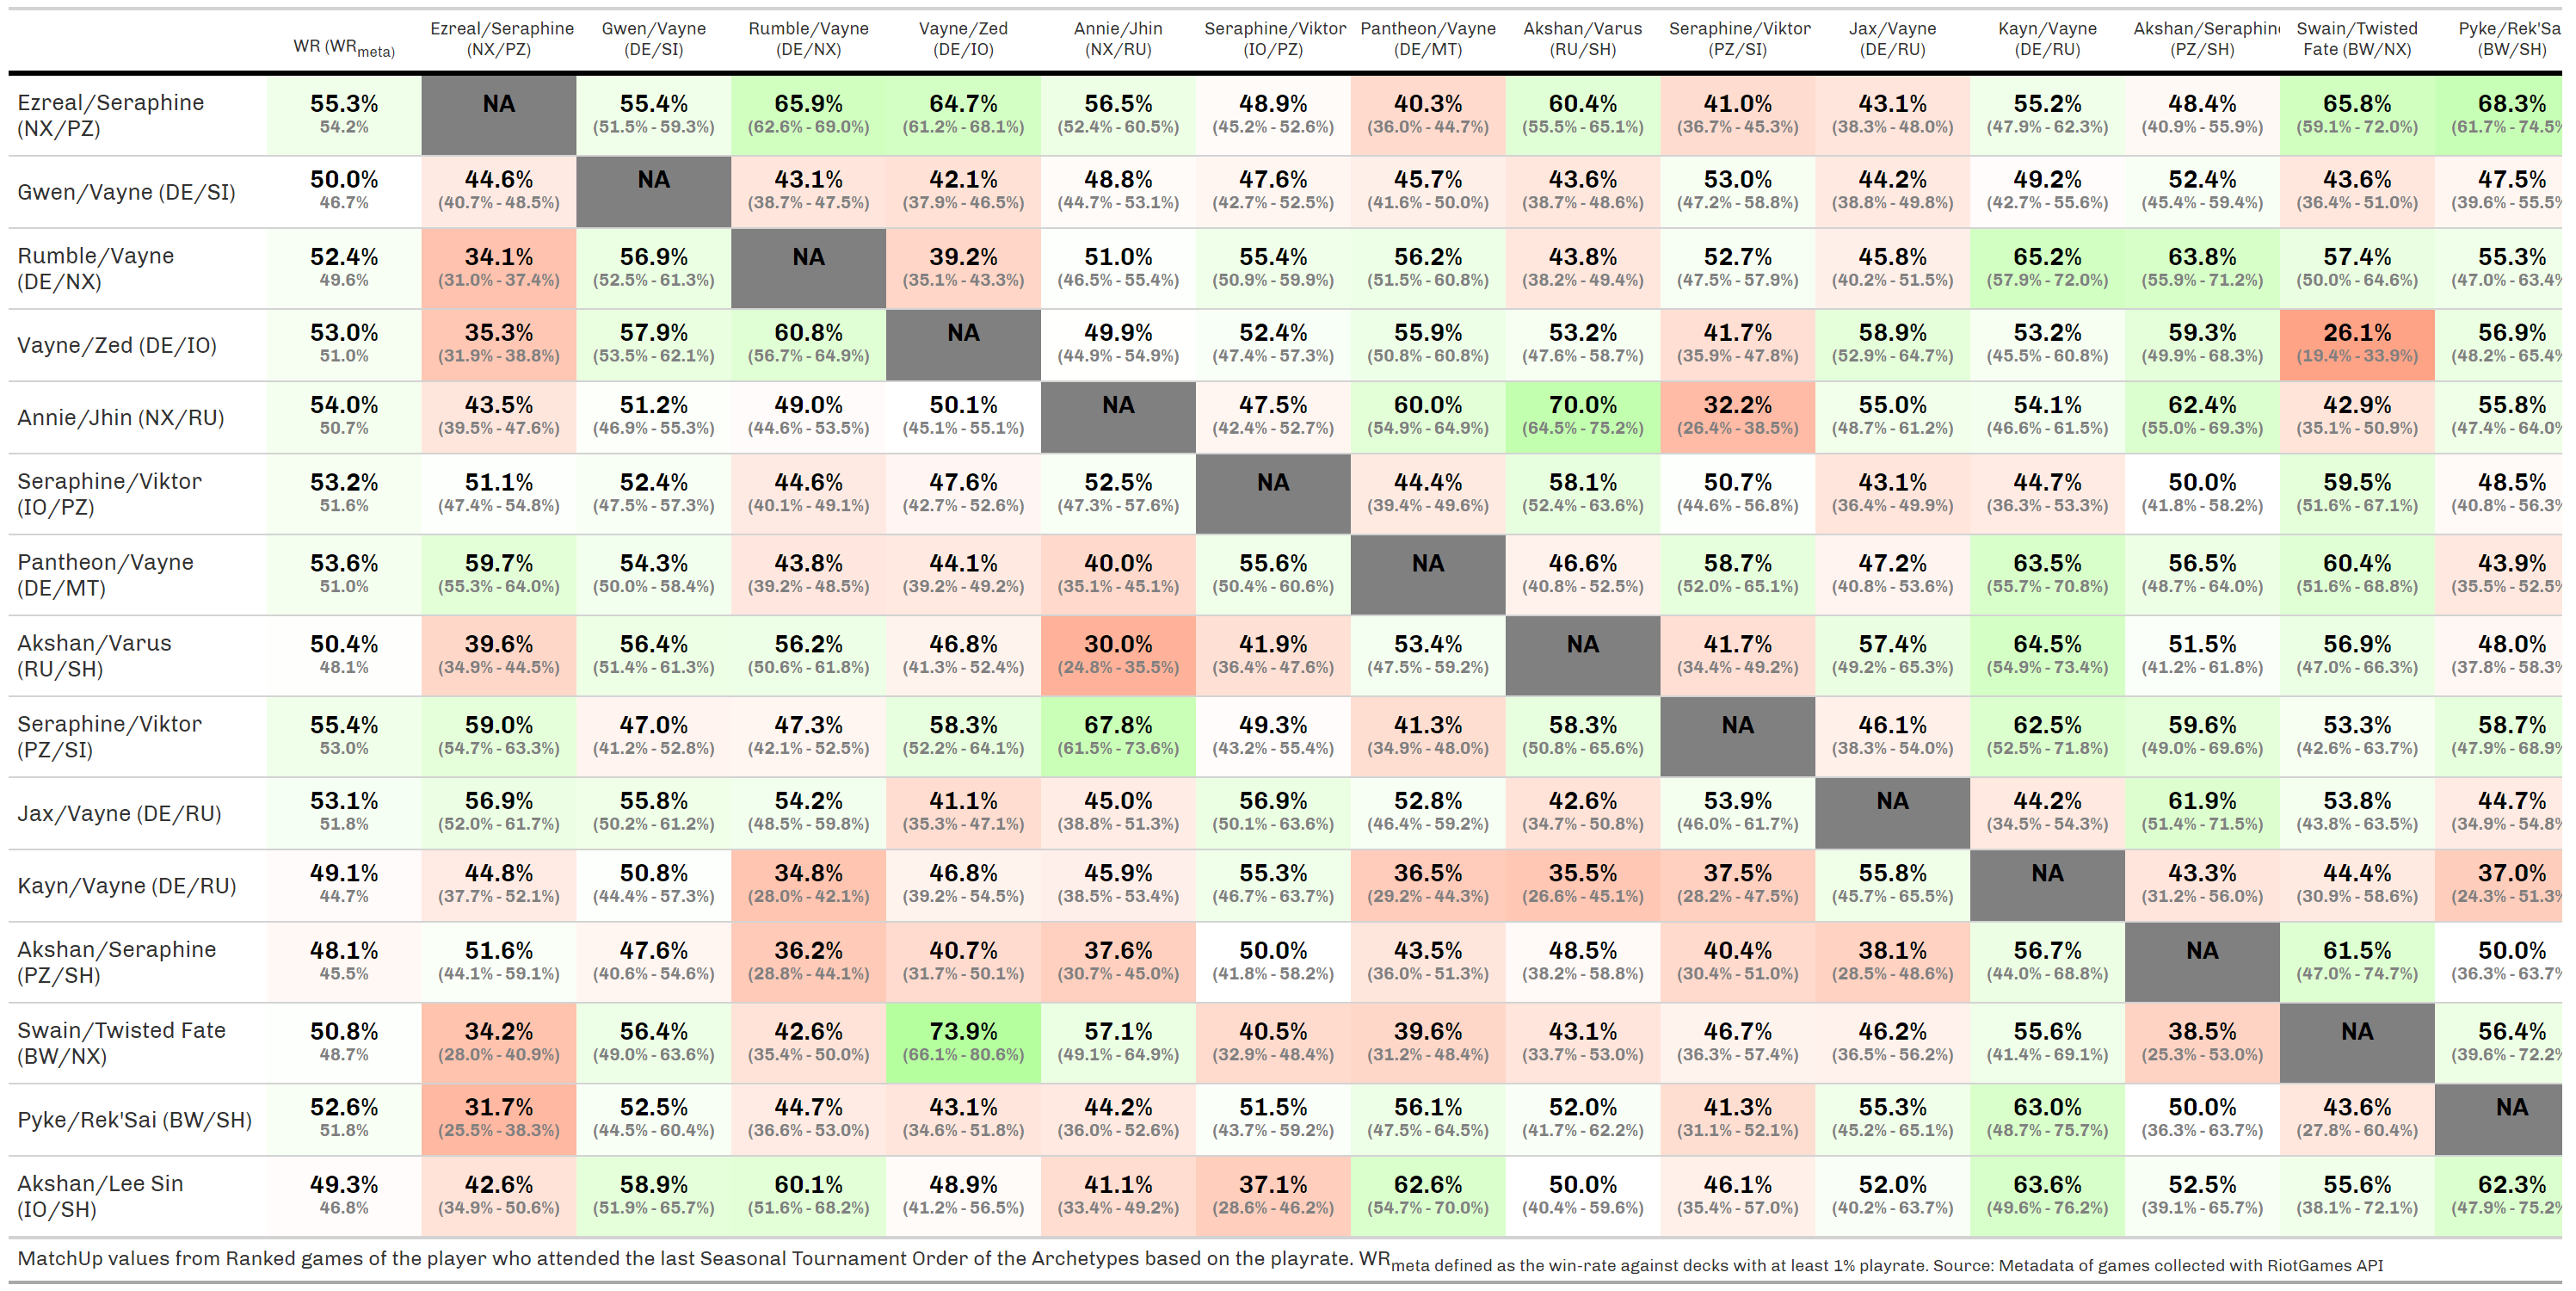 WR (WRmeta) Ezreal/Seraphine (NX/PZ) Gwen/Vayne (DE/SI) Rumble/Vayne (DE/NX) Vayne/Zed (DE/IO) Annie/Jhin (NX/RU) Seraphine/Viktor (IO/PZ) Pantheon/Vayne (DE/MT) Akshan/Varus (RU/SH) Seraphine/Viktor (PZ/SI) Jax/Vayne (DE/RU) Kayn/Vayne (DE/RU) Akshan/Seraphine (PZ/SH) Swain/Twisted Fate (BW/NX) Pyke/Rek'Sa (BW/SH)
Ezreal/Seraphine 55.3% NA 55.4% 65.9% 64.7% 56.5% 48.9% 40.3% 60.4% 41.0% 43.1% 55.2% 48.4% 65.8% 68.3%
(NX/PZ) 54.2% (51.5% - 59.3%) (62.6% - 69.0%) (61.2% - 68.1%) (52.4% - 60.5%) (45.2% - 52.6%) (36.0% - 44.7%) (55.5% - 65.1%) (36.7% - 45.3%) (38.3% - 48.0%) (47.9% - 62.3%) (40.9% - 55.9%) (59.1% - 72.0%) (61.7% - 74.5%
Gwen/Vayne (DE/SI) 50.0% 44.6% NA 43.1% 42.1% 48.8% 47.6% 45.7% 43.6% 53.0% 44.2% 49.2% 52.4% 43.6% 47.5%
46.7% (40.7% - 48.5%) (38.7% - 47.5%) (37.9% - 46.5%) (44.7% - 53.1%) (42.7% - 52.5%) (41.6% - 50.0%) (38.7% - 48.6%) (47.2% - 58.8%) (38.8% - 49.8%) (42.7% - 55.6%) (45.4% - 59.4%) (36.4% - 51.0%) (39.6% - 55.5%
Rumble/Vayne 52.4% 34.1% 56.9% NA 39.2% 51.0% 55.4% 56.2% 43.8% 52.7% 45.8% 65.2% 63.8% 57.4% 55.3%
(DE/NX) 49.6% (31.0% - 37.4%) (52.5% - 61.3%) (35.1% - 43.3%) (46.5% - 55.4%) (50.9% - 59.9%) (51.5% - 60.8%) (38.2% - 49.4%) (47.5% - 57.9%) (40.2% - 51.5%) (57.9% - 72.0%) (55.9% - 71.2%) (50.0% - 64.6%) (47.0% - 63.4%
Vayne/Zed (DE/IO) 53.0% 35.3% 57.9% 60.8% NA 49.9% 52.4% 55.9% 53.2% 41.7% 58.9% 53.2% 59.3% 26.1% 56.9%
51.0% (31.9% - 38.8%) (53.5% - 62.1%) (56.7% - 64.9%) (44.9% - 54.9%) (47.4% - 57.3%) (50.8% - 60.8%) (47.6% - 58.7%) (35.9% - 47.8%) (52.9% - 64.7%) (45.5% - 60.8%) (49.9% - 68.3%) (19.4% - 33.9%) (48.2% - 65.4%
Annie/Jhin (NX/RU) 54.0% 43.5% 51.2% 49.0% 50.1% NA 47.5% 60.0% 70.0% 32.2% 55.0% 54.1% 62.4% 42.9% 55.8%
50.7% (39.5% - 47.6%) (46.9% - 55.3%) (44.6% - 53.5%) (45.1% - 55.1%) (42.4% - 52.7%) (54.9% - 64.9%) (64.5% - 75.2%) (26.4% - 38.5%) (48.7% - 61.2%) (46.6% - 61.5%) (55.0% - 69.3%) (35.1% - 50.9%) (47.4% - 64.0%
Seraphine/Viktor 53.2% 51.1% 52.4% 44.6% 47.6% 52.5% NA 44.4% 58.1% 50.7% 43.1% 44.7% 50.0% 59.5% 48.5%
(IO/PZ) 51.6% (47.4% - 54.8%) (47.5% - 57.3%) (40.1% - 49.1%) (42.7% - 52.6%) (47.3% - 57.6%) (39.4% - 49.6%) (52.4% - 63.6%) (44.6% - 56.8%) (36.4% - 49.9%) (36.3% - 53.3%) (41.8% - 58.2%) (51.6% - 67.1%) (40.8% - 56.3%
Pantheon/Vayne 53.6% 59.7% 54.3% 43.8% 44.1% 40.0% 55.6% NA 46.6% 58.7% 47.2% 63.5% 56.5% 60.4% 43.9%
(DE/MT) 51.0% (55.3% - 64.0%) (50.0% - 58.4%) (39.2% - 48.5%) (39.2% - 49.2%) (35.1% - 45.1%) (50.4% - 60.6%) (40.8% - 52.5%) (52.0% - 65.1%) (40.8% - 53.6%) (55.7% - 70.8%) (48.7% - 64.0%) (51.6% - 68.8%) (35.5% - 52.5%
Akshan/Varus 50.4% 39.6% 56.4% 56.2% 46.8% 30.0% 41.9% 53.4% NA 41.7% 57.4% 64.5% 51.5% 56.9% 48.0%
(RU/SH) 48.1% (34.9% - 44.5%) (51.4% - 61.3%) (50.6% - 61.8%) (41.3% - 52.4%) (24.8% - 35.5%) (36.4% - 47.6%) (47.5% - 59.2%) (34.4% - 49.2%) (49.2% - 65.3%) (54.9% - 73.4%) (41.2% - 61.8%) (47.0% - 66.3%) (37.8% - 58.3%
Seraphine/Viktor 55.4% 59.0% 47.0% 47.3% 58.3% 67.8% 49.3% 41.3% 58.3% NA 46.1% 62.5% 59.6% 53.3% 58.7%
(PZ/SI) 53.0% (54.7% - 63.3%) (41.2% - 52.8%) (42.1% - 52.5%) (52.2% - 64.1%) (61.5% - 73.6%) (43.2% - 55.4%) (34.9% - 48.0%) (50.8% - 65.6%) (38.3% - 54.0%) (52.5% - 71.8%) (49.0% - 69.6%) (42.6% - 63.7%) (47.9% - 68.9%
Jax/Vayne (DE/RU) 53.1% 56.9% 55.8% 54.2% 41.1% 45.0% 56.9% 52.8% 42.6% 53.9% NA 44.2% 61.9% 53.8% 44.7%
51.8% (52.0% - 61.7%) (50.2% - 61.2%) (48.5% - 59.8%) (35.3% - 47.1%) (38.8% - 51.3%) (50.1% - 63.6%) (46.4% - 59.2%) (34.7% - 50.8%) (46.0% - 61.7%) (34.5% - 54.3%) (51.4% - 71.5%) (43.8% - 63.5%) (34.9% - 54.8%
Kayn/Vayne (DE/RU) 49.1% 44.8% 50.8% 34.8% 46.8% 45.9% 55.3% 36.5% 35.5% 37.5% 55.8% NA 43.3% 44.4% 37.0%
44.7% (37.7% - 52.1%) (44.4% - 57.3%) (28.0% - 42.1%) (39.2% - 54.5%) (38.5% - 53.4%) (46.7% - 63.7%) (29.2% - 44.3%) (26.6% - 45.1%) (28.2% - 47.5%) (45.7% - 65.5%) (31.2% - 56.0%) (30.9% - 58.6%) (24.3% - 51.3%
Akshan/Seraphine 48.1% 51.6% 47.6% 36.2% 40.7% 37.6% 50.0% 43.5% 48.5% 40.4% 38.1% 56.7% NA 61.5% 50.0%
(PZ/SH) 45.5% (44.1% - 59.1%) (40.6% - 54.6%) (28.8% - 44.1%) (31.7% - 50.1%) (30.7% - 45.0%) (41.8% - 58.2%) (36.0% - 51.3%) (38.2% - 58.8%) (30.4% - 51.0%) (28.5% - 48.6%) (44.0% - 68.8%) (47.0% - 74.7%) (36.3% - 63.7%
Swain/Twisted Fate 50.8% 34.2% 56.4% 42.6% 73.9% 57.1% 40.5% 39.6% 43.1% 46.7% 46.2% 55.6% 38.5% NA 56.4%
(BW/NX) 48.7% (28.0% - 40.9%) (49.0% - 63.6%) (35.4% - 50.0%) (66.1% - 80.6%) (49.1% - 64.9%) (32.9% - 48.4%) (31.2% - 48.4%) (33.7% - 53.0%) (36.3% - 57.4%) (36.5% - 56.2%) (41.4% - 69.1%) (25.3% - 53.0%) (39.6% - 72.2%
Pyke/Rek'Sai (BW/SH) 52.6% 31.7% 52.5% 44.7% 43.1% 44.2% 51.5% 56.1% 52.0% 41.3% 55.3% 63.0% 50.0% 43.6% NA
51.8% (25.5% - 38.3%) (44.5% - 60.4%) (36.6% - 53.0%) (34.6% - 51.8%) (36.0% - 52.6%) (43.7% - 59.2%) (47.5% - 64.5%) (41.7% - 62.2%) (31.1% - 52.1%) (45.2% - 65.1%) (48.7% - 75.7%) (36.3% - 63.7%) (27.8% - 60.4%)
Akshan/Lee Sin 49.3% 42.6% 58.9% 60.1% 48.9% 41.1% 37.1% 62.6% 50.0% 46.1% 52.0% 63.6% 52.5% 55.6% 62.3%
(IO/SH) 46.8% (34.9% - 50.6%) (51.9% - 65.7%) (51.6% - 68.2%) (41.2% - 56.5%) (33.4% - 49.2%) (28.6% - 46.2%) (54.7% - 70.0%) (40.4% - 59.6%) (35.4% - 57.0%) (40.2% - 63.7%) (49.6% - 76.2%) (39.1% - 65.7%) (38.1% - 72.1%) (47.9% - 75.2%
MatchUp values from Ranked games of the player who attended the last Seasonal Tournament Order of the Archetypes based on the playrate. WRmeta defined as the win-rate against decks with at least 1% playrate. Source: Metadata of games collected with RiotGames API